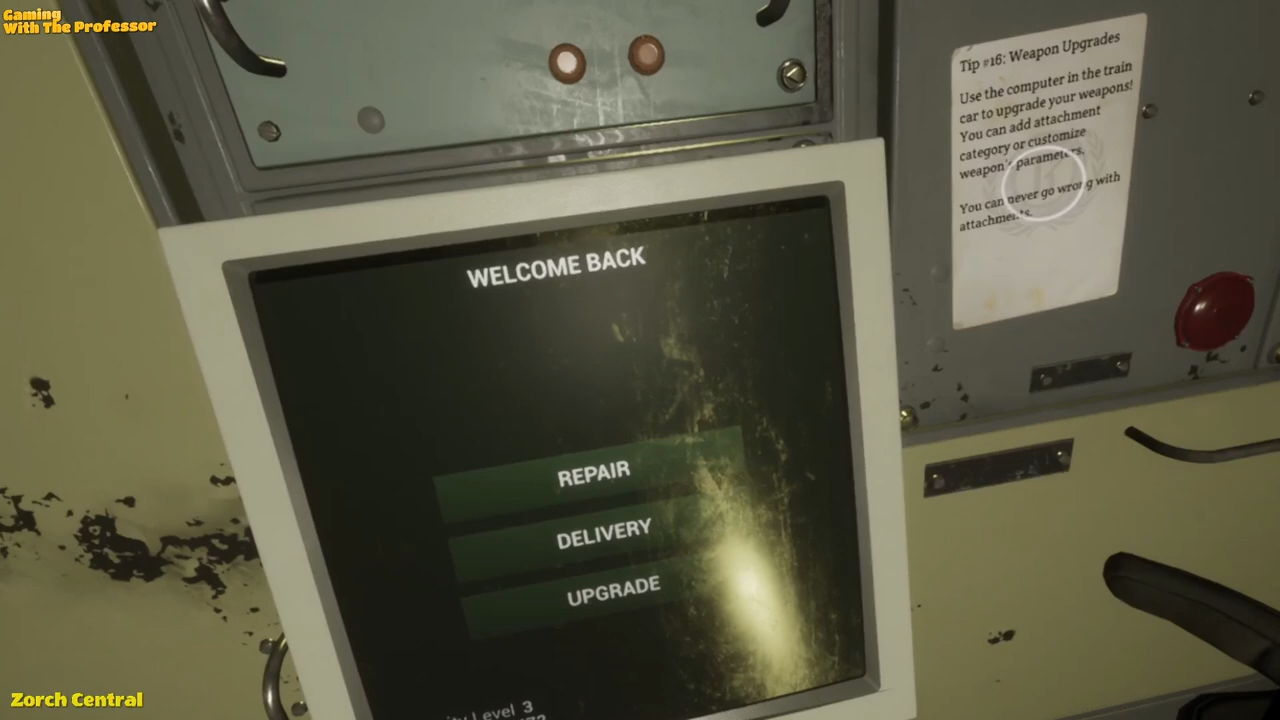 Gaming
With The Professor
Tip #16: Weapon Upgrades
Use the computer in the train
car to upgrade your weapons!
You can add attachment
category or customize
weapon's parameters.
You can never go wrong with
attachments.
WELCOME BACK
REPAIR
DELIVERY
UPGRADE
Level 3
Zorch Central